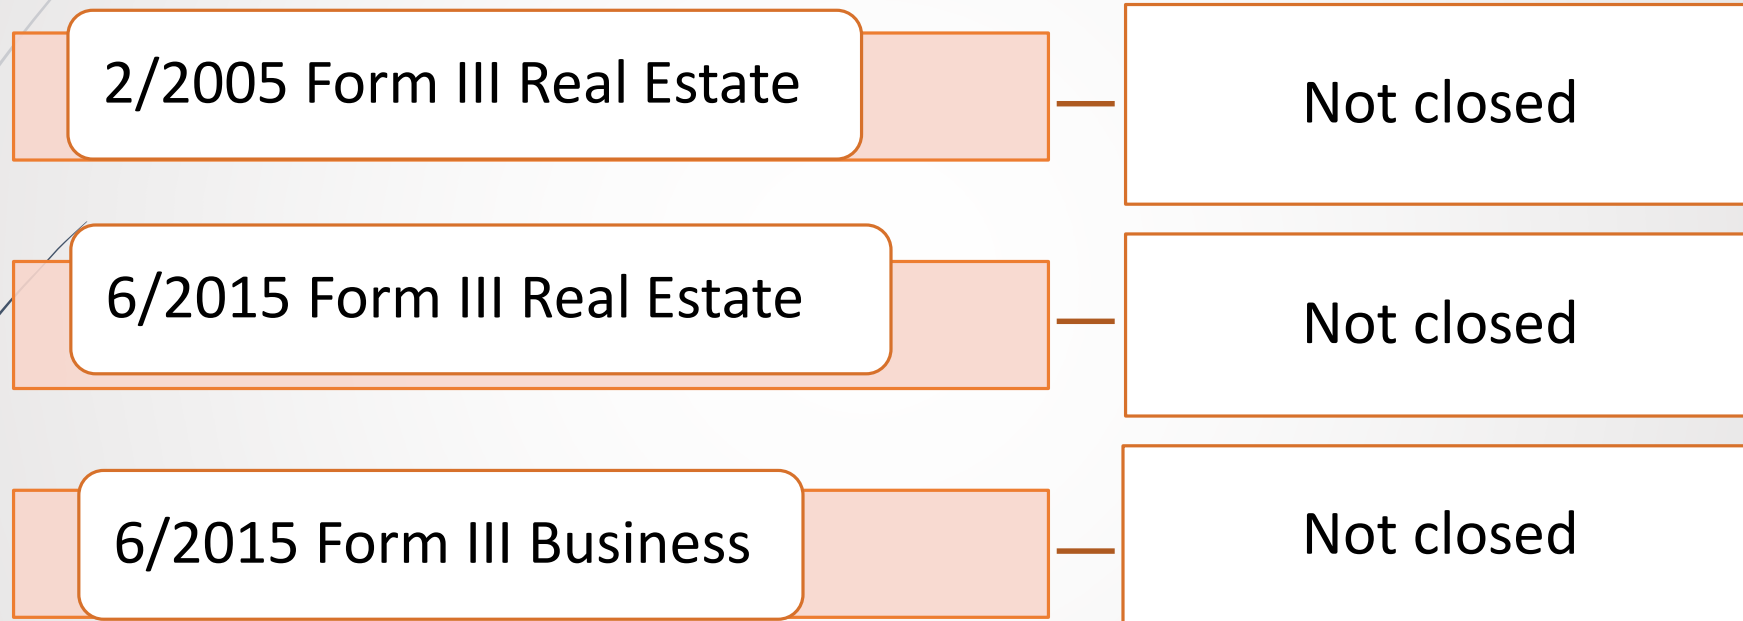 2/2005 Form III Real Estate
Not closed
6/2015 Form III Real Estate
Not closed
6/2015 Form III Business
Not closed